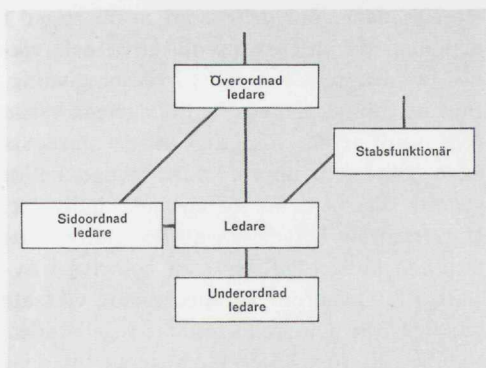 Överordnad
ledare
Stabsfunktionär
Sidoordnad
ledare
Ledare
Underordnad
ledare